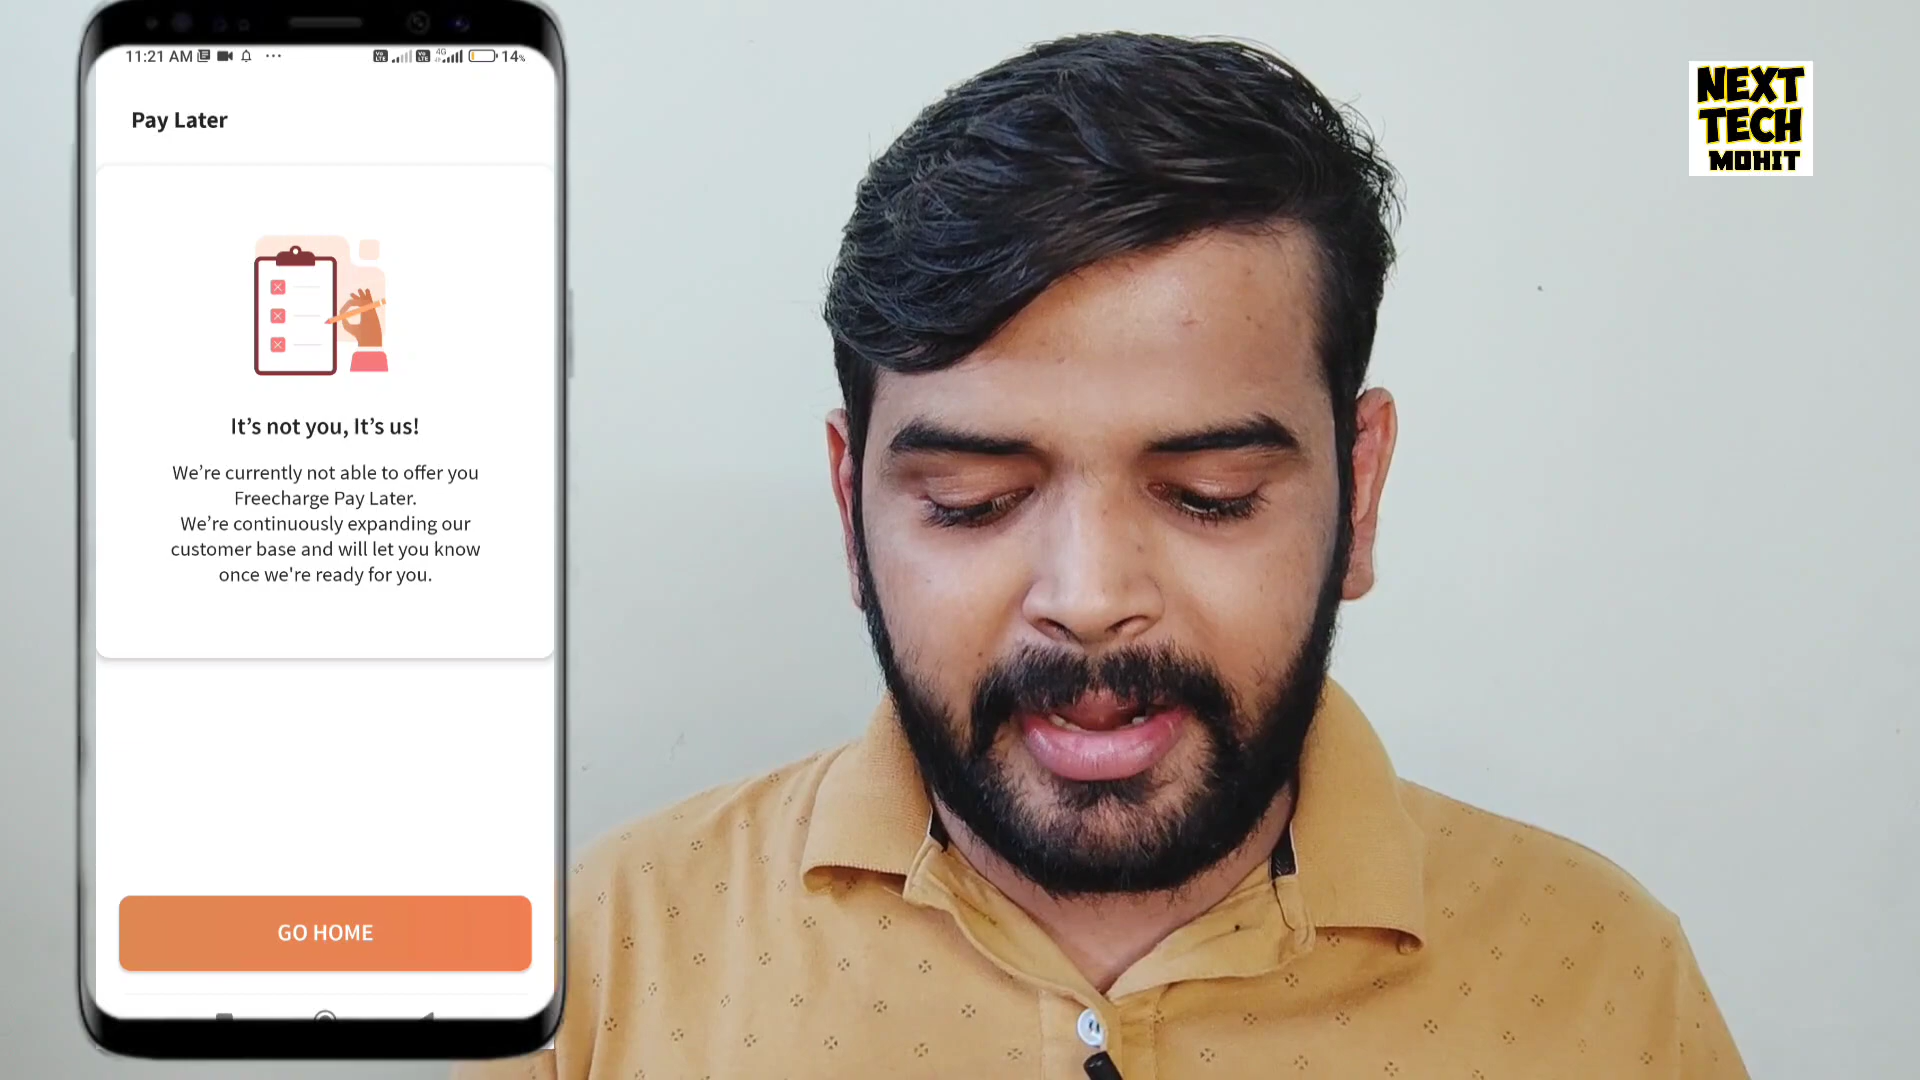 11:21 AM
4G
14%
Pay Later
It's not you, It's us!
We're currently not able to offer you
Freecharge Pay Later.
We're continuously expanding our
customer base and will let you know
once we're ready for you.
GO HOME
NEXT
TECH
MOHIT